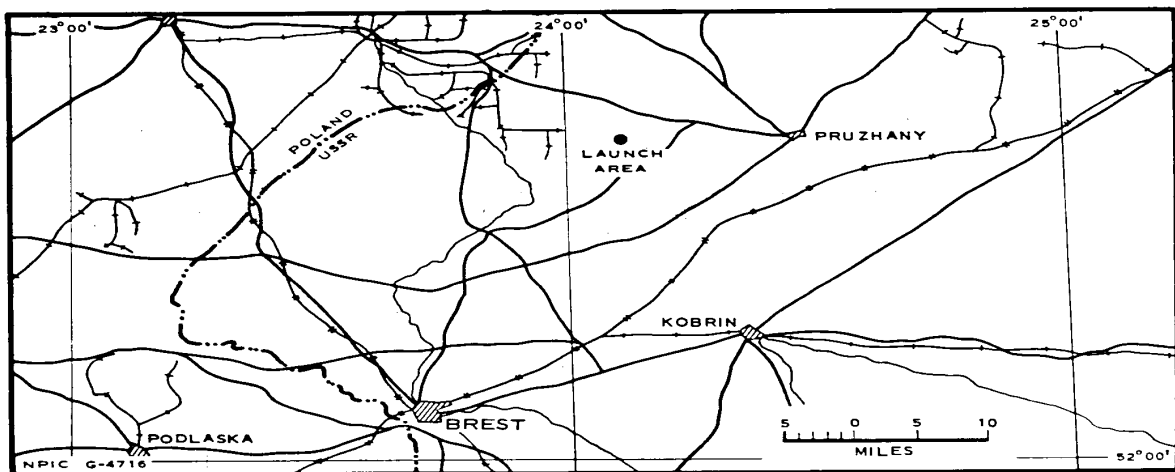 23°00'
24°00'
25°00'
POLAND
USSR
LAUNCH
AREA
PRUZHANY
KOBRIN
BREST
PODLASKA
5 0 5 10
MILES
NPIC G-4716
52°00'